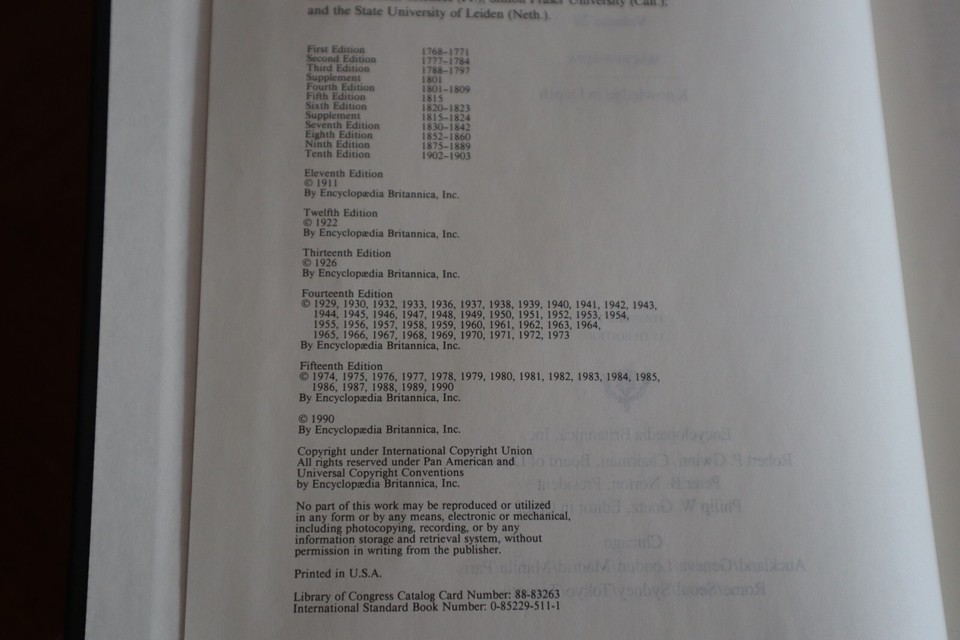 Simon Fraser University (Can.);
and the State University of Leiden (Neth.).
First Edition 1768–1771
Second Edition 1777–1784
Third Edition 1788–1797
Supplement 1801
Fourth Edition 1801–1809
Fifth Edition 1815
Sixth Edition 1820–1823
Supplement 1815–1824
Seventh Edition 1830–1842
Eighth Edition 1852–1860
Ninth Edition 1875–1889
Tenth Edition 1902–1903
Eleventh Edition
© 1911
By Encyclopædia Britannica, Inc.
Twelfth Edition
© 1922
By Encyclopædia Britannica, Inc.
Thirteenth Edition
© 1926
By Encyclopædia Britannica, Inc.
Fourteenth Edition
© 1929, 1930, 1932, 1933, 1936, 1937, 1938, 1939, 1940, 1941, 1942, 1943,
1944, 1945, 1946, 1947, 1948, 1949, 1950, 1951, 1952, 1953, 1954,
1955, 1956, 1957, 1958, 1959, 1960, 1961, 1962, 1963, 1964,
1965, 1966, 1967, 1968, 1969, 1970, 1971, 1972, 1973
By Encyclopædia Britannica, Inc.
Fifteenth Edition
© 1974, 1975, 1976, 1977, 1978, 1979, 1980, 1981, 1982, 1983, 1984, 1985,
1986, 1987, 1988, 1989, 1990
By Encyclopædia Britannica, Inc.
© 1990
By Encyclopædia Britannica, Inc.
Copyright under International Copyright Union
All rights reserved under Pan American and
Universal Copyright Conventions
by Encyclopædia Britannica, Inc.
No part of this work may be reproduced or utilized
in any form or by any means, electronic or mechanical,
including photocopying, recording, or by any
information storage and retrieval system, without
permission in writing from the publisher.
Printed in U.S.A.
Library of Congress Catalog Card Number: 88-83263
International Standard Book Number: 0-85229-511-1